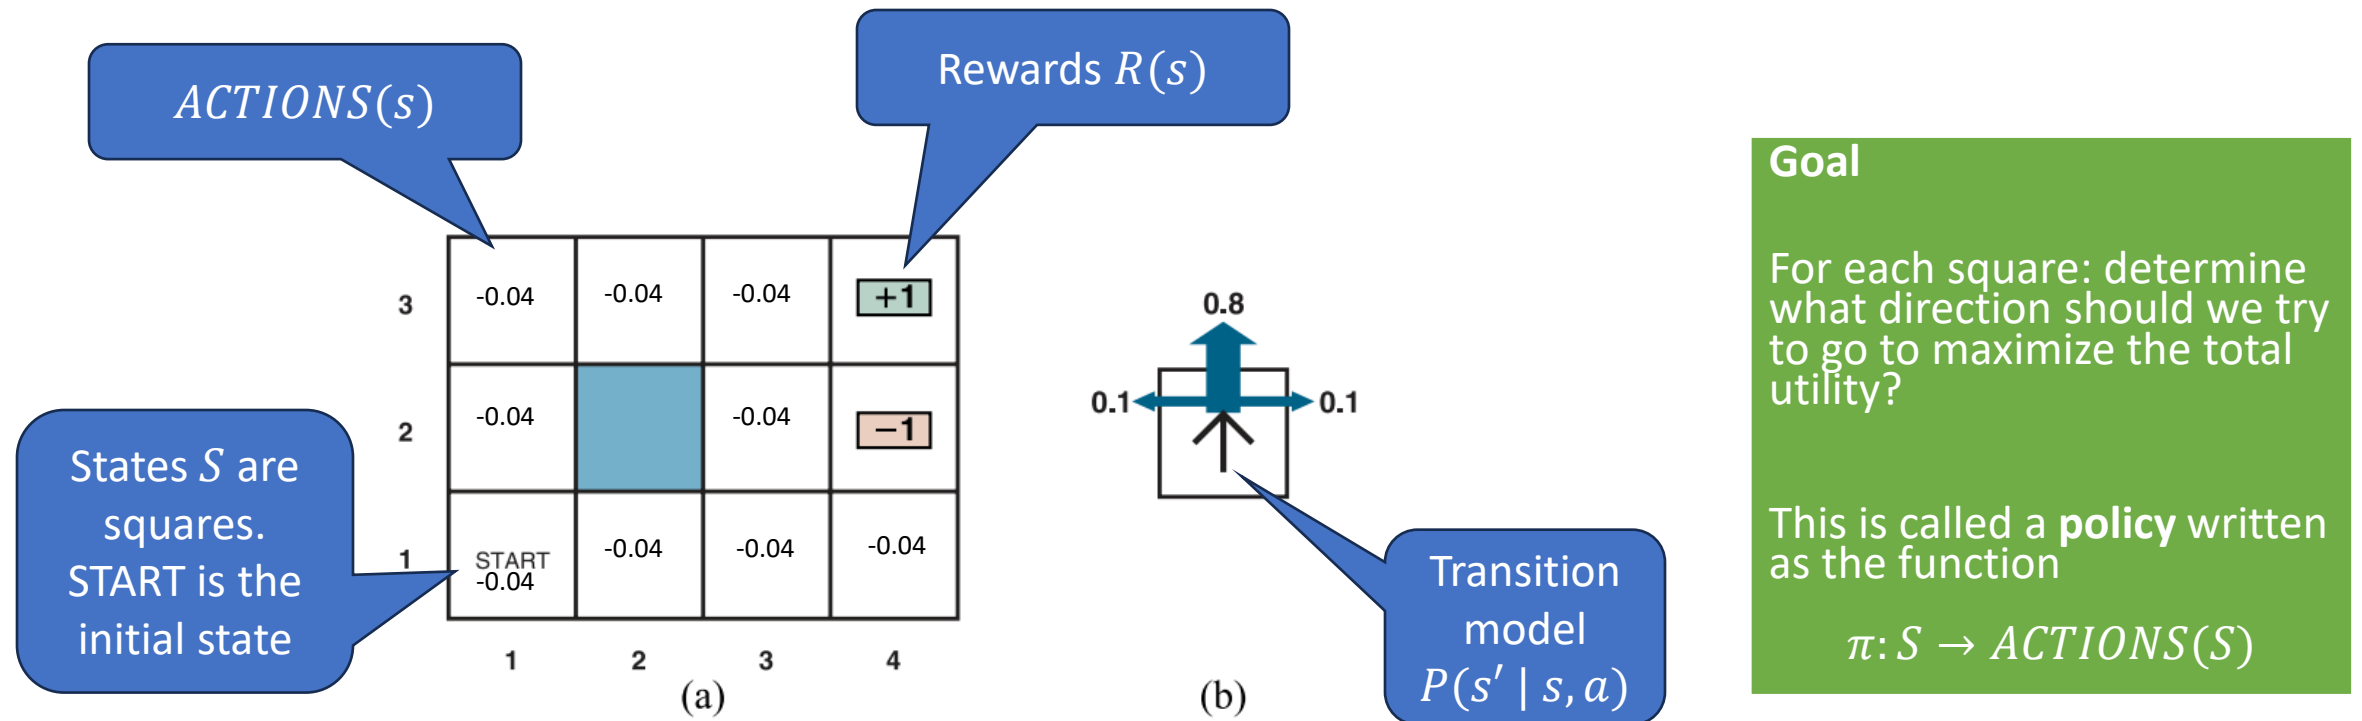 ACTIONS(s)
Rewards R(s)
States S are
squares.
START is the
initial state
3
-0.04
-0.04
-0.04
+1
2
-0.04
-0.04
−1
1
START
-0.04
-0.04
-0.04
-0.04
1
2
3
4
(a)
0.8
0.1
0.1
(b)
Transition
model
P(s′ | s, a)
Goal
For each square: determine
what direction should we try
to go to maximize the total
utility?
This is called a policy written
as the function
π: S → ACTIONS(S)